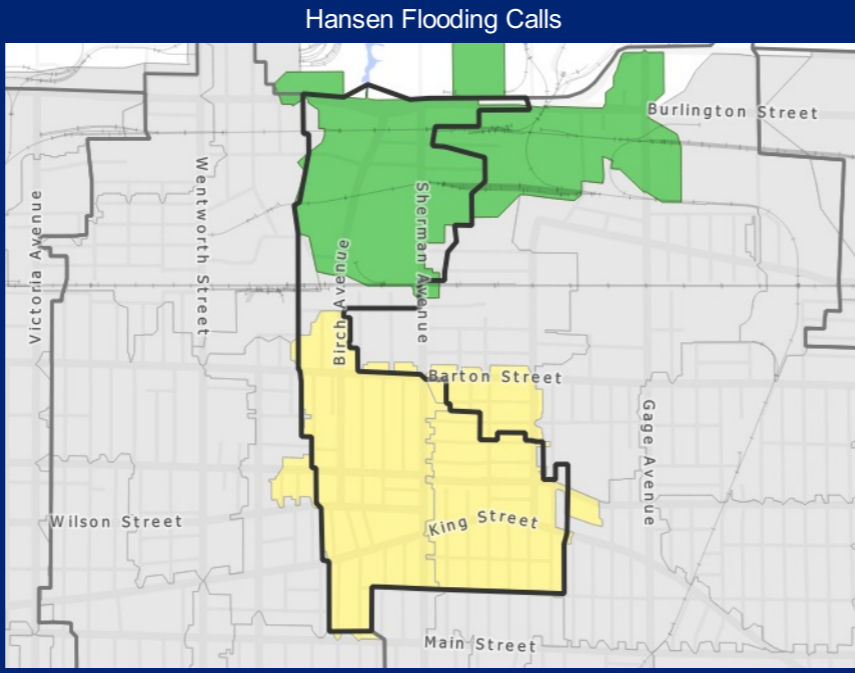 Hansen Flooding Calls
Burlington Street
Wentworth Street
Victoria Avenue
Sherman Avenue
Birch Avenue
Barton Street
Gage Avenue
Wilson Street
King Street
Main Street